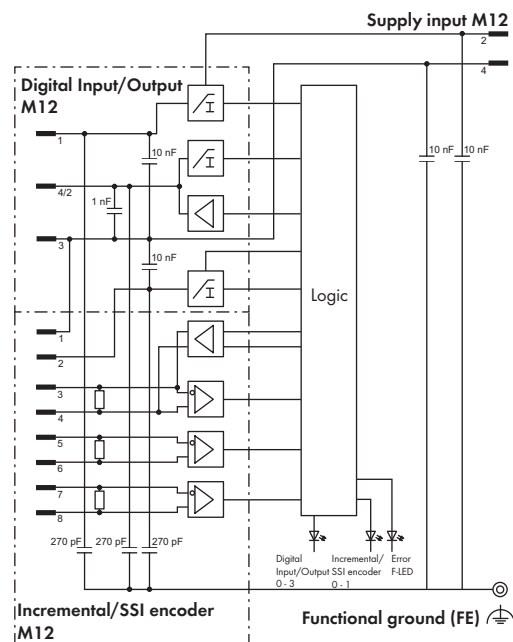 Supply input M12
2
4
Digital Input/Output
M12
1
10 nF
10 nF
10 nF
4/2
1 nF
3
10 nF
Logic
1
2
3
4
5
6
7
8
270 pF
270 pF
270 pF
Digital
Input/Output
0 - 3
Incremental/
SSI encoder
0 - 1
Error
F-LED
Incremental/SSI encoder
M12
Functional ground (FE)